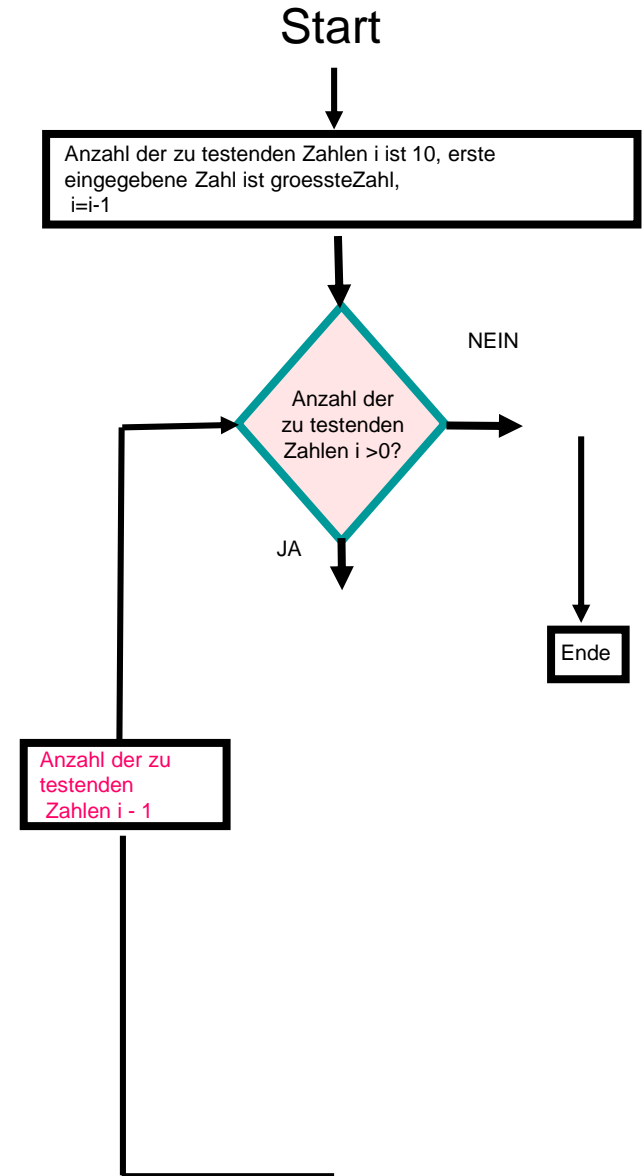 Start
Anzahl der zu testenden Zahlen i ist 10, erste
eingegebene Zahl ist groessteZahl,
i=i-1
NEIN
Anzahl der
zu testenden
Zahlen i >0?
JA
Ende
Anzahl der zu
testenden
Zahlen i - 1